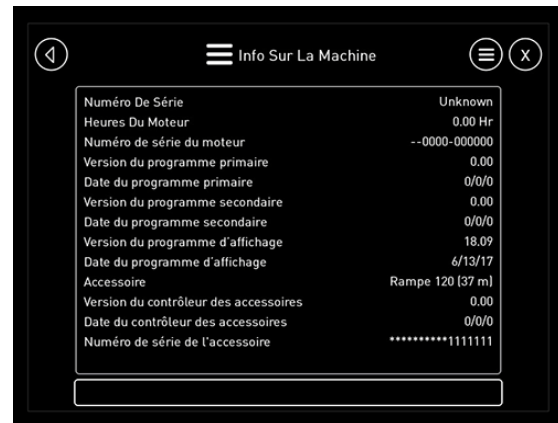 Info Sur La Machine
X
Numéro De Série Unknown
Heures Du Moteur 0.00 Hr
Numéro de série du moteur --0000-000000
Version du programme primaire 0.00
Date du programme primaire 0/0/0
Version du programme secondaire 0.00
Date du programme secondaire 0/0/0
Version du programme d'affichage 18.09
Date du programme d'affichage 6/13/17
Accessoire Rampe 120 (37 m)
Version du contrôleur des accessoires 0.00
Date du contrôleur des accessoires 0/0/0
Numéro de série de l'accessoire **********1111111